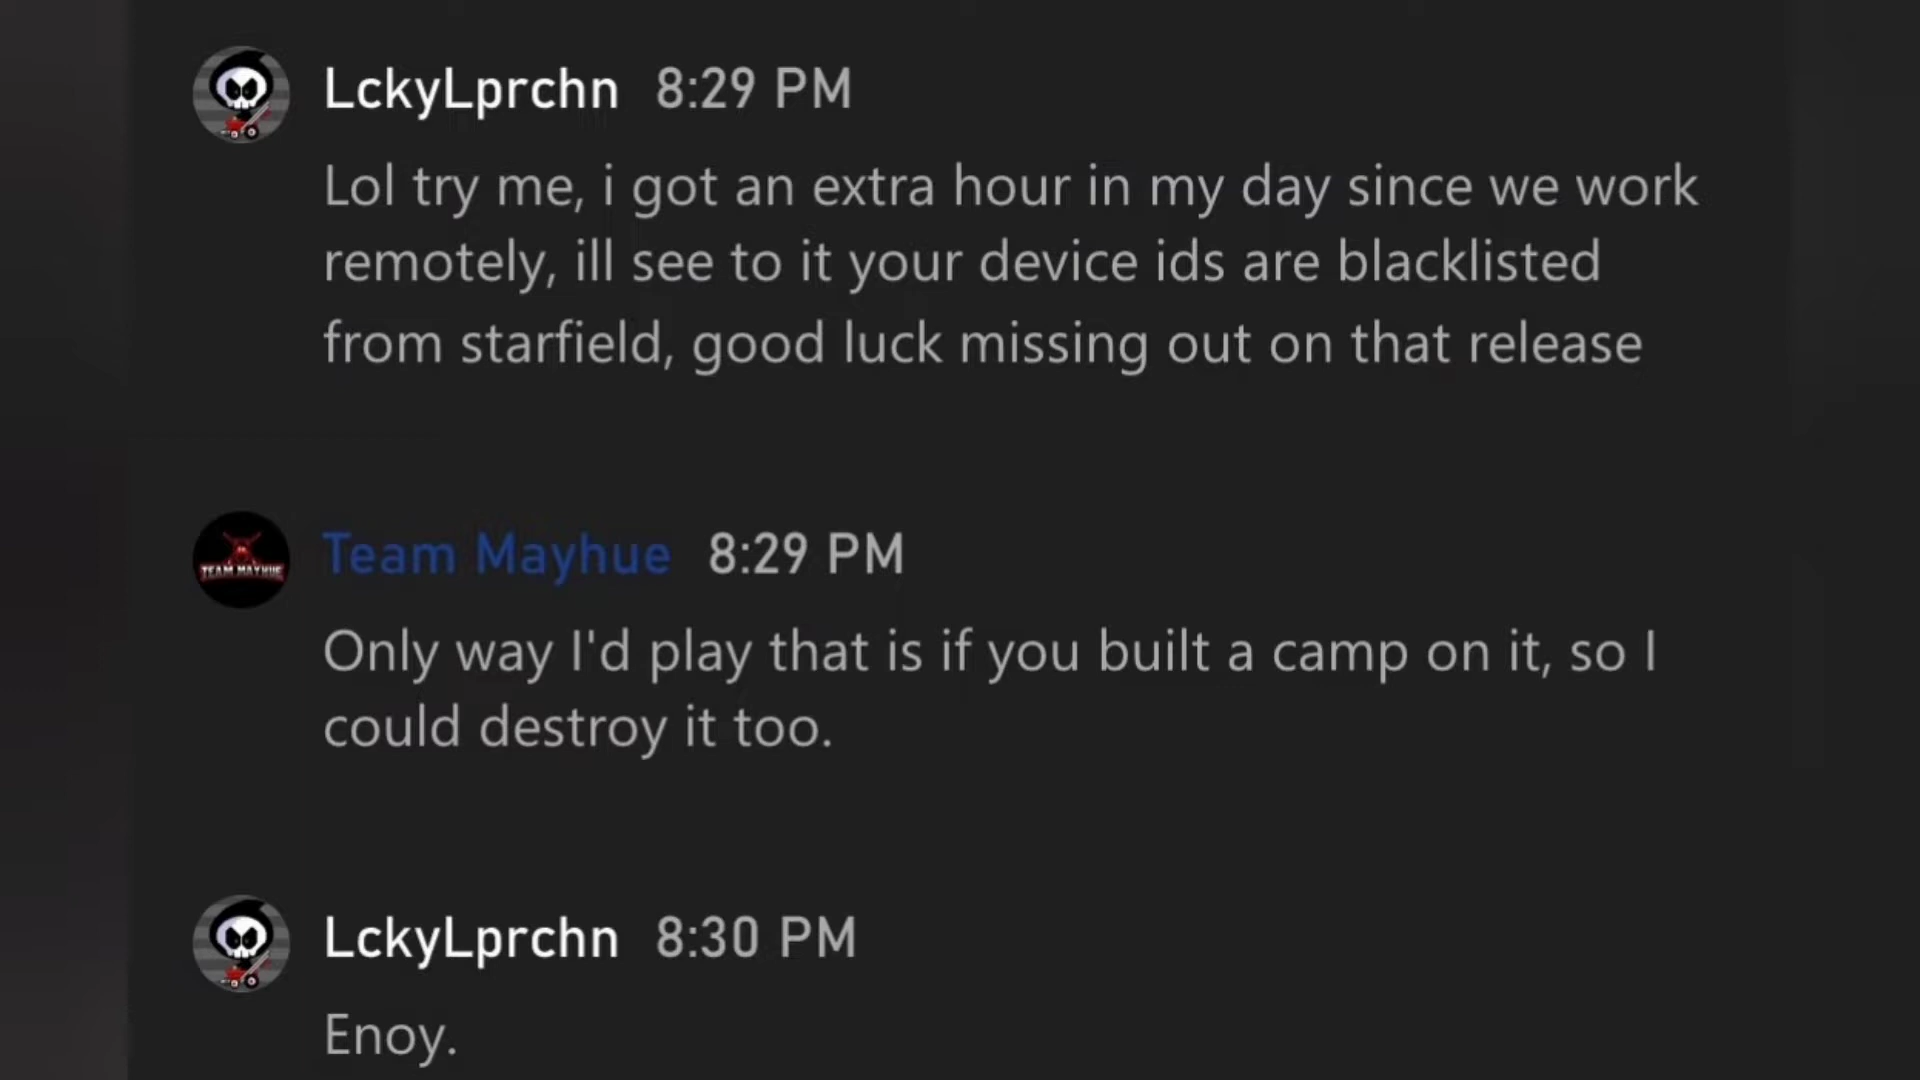 LckyLprchn 8:29 PM
Lol try me, i got an extra hour in my day since we work
remotely, ill see to it your device ids are blacklisted
from starfield, good luck missing out on that release
TEAM MAYHUE
Team Mayhue 8:29 PM
Only way I'd play that is if you built a camp on it, so I
could destroy it too.
LckyLprchn 8:30 PM
Enoy.